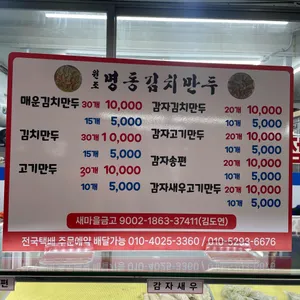 원조 명동김치만두
매운김치만두 30개 10,000
15개 5,000
김치만두 30개 10,000
15개 5,000
고기만두 20개 10,000
10개 5,000
감자김치만두 20개 10,000
10개 5,000
감자고기만두 20개 10,000
10개 5,000
감자송편 20개 10,000
10개 5,000
감자새우고기만두 20개 10,000
10개 5,000
새마을금고 9002-1863-37411(김도연)
전국택배 주문예약 배달가능 010-4025-3360 / 010-5293-6676
편
감자새우